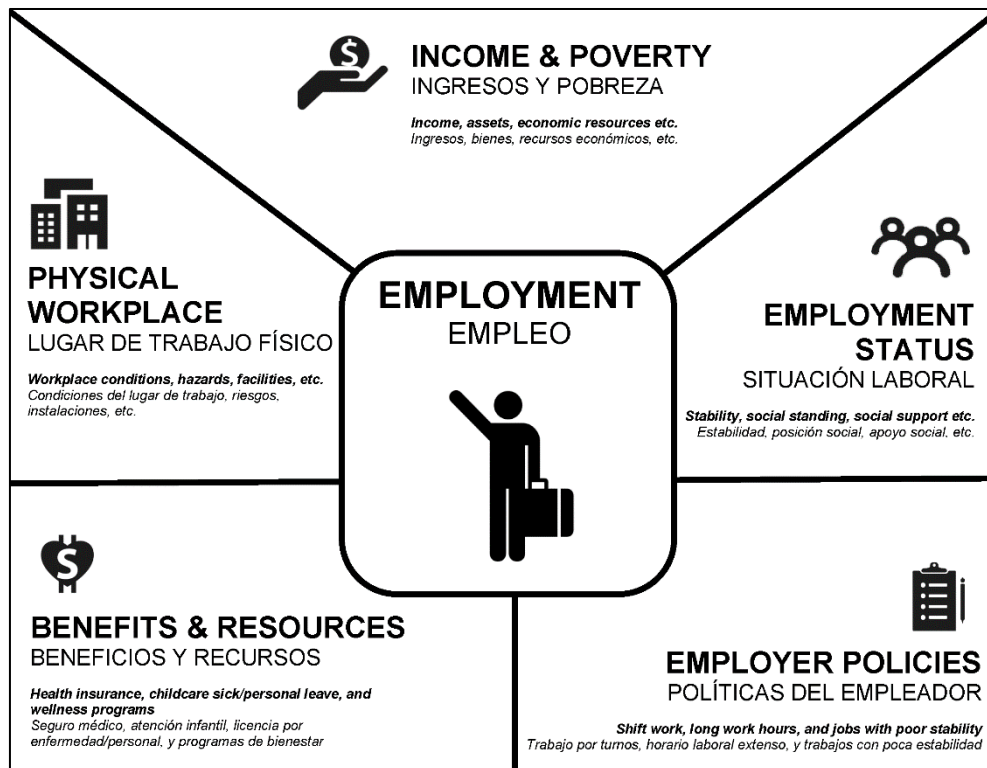 INCOME & POVERTY
INGRESOS Y POBREZA
Income, assets, economic resources etc.
Ingresos, bienes, recursos económicos, etc.
PHYSICAL
WORKPLACE
LUGAR DE TRABAJO FÍSICO
Workplace conditions, hazards, facilities, etc.
Condiciones del lugar de trabajo, riesgos,
instalaciones, etc.
EMPLOYMENT
EMPLEO
EMPLOYMENT
STATUS
SITUACIÓN LABORAL
Stability, social standing, social support etc.
Estabilidad, posición social, apoyo social, etc.
BENEFITS & RESOURCES
BENEFICIOS Y RECURSOS
Health insurance, childcare sick/personal leave, and
wellness programs
Seguro médico, atención infantil, licencia por
enfermedad/personal, y programas de bienestar
EMPLOYER POLICIES
POLÍTICAS DEL EMPLEADOR
Shift work, long work hours, and jobs with poor stability
Trabajo por turnos, horario laboral extenso, y trabajos con poca estabilidad